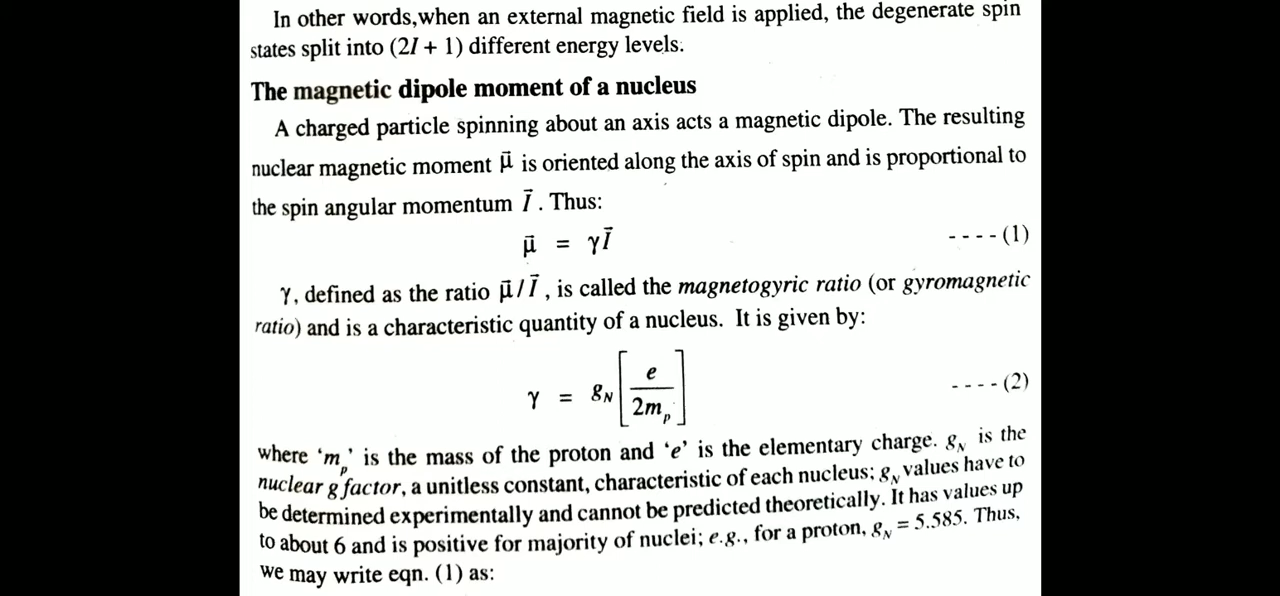 In other words,when an external magnetic field is applied, the degenerate spin
states split into (2I + 1) different energy levels.
The magnetic dipole moment of a nucleus
A charged particle spinning about an axis acts a magnetic dipole. The resulting
nuclear magnetic moment μ⃗ is oriented along the axis of spin and is proportional to
the spin angular momentum I⃗ . Thus:
μ⃗ = γI⃗ ----(1)
γ, defined as the ratio μ⃗/I⃗ , is called the magnetogyric ratio (or gyromagnetic
ratio) and is a characteristic quantity of a nucleus. It is given by:
γ = g_N [e / 2m_p] ----(2)
where ‘m_p’ is the mass of the proton and ‘e’ is the elementary charge. g_N is the
nuclear g factor, a unitless constant, characteristic of each nucleus; g_N values have to
be determined experimentally and cannot be predicted theoretically. It has values up
to about 6 and is positive for majority of nuclei; e.g., for a proton, g_N = 5.585. Thus,
we may write eqn. (1) as: